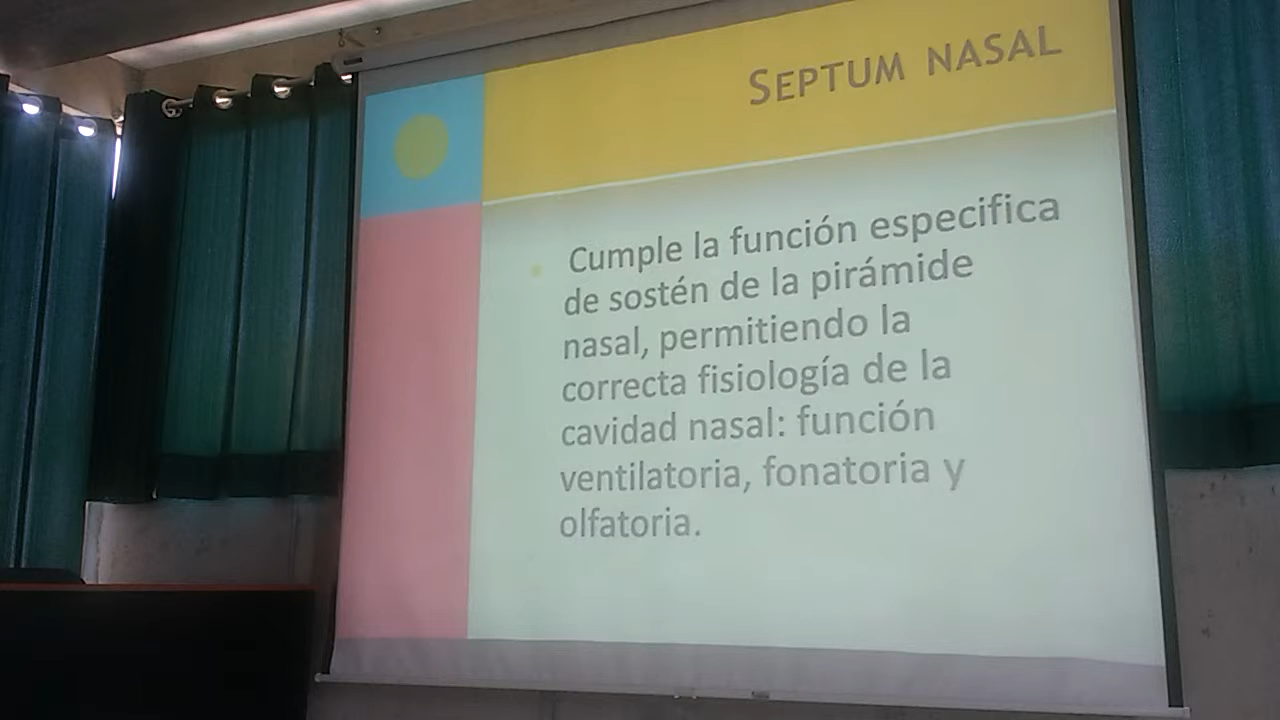 SEPTUM NASAL
Cumple la función especifica
de sostén de la pirámide
nasal, permitiendo la
correcta fisiología de la
cavidad nasal: función
ventilatoria, fonatoria y
olfatoria.